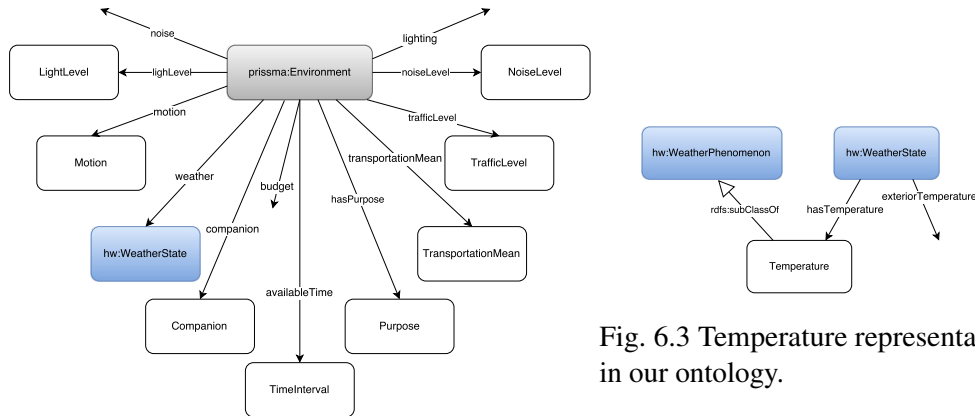 noise
lighting
LightLevel
lighLevel
prissma:Environment
noiseLevel
NoiseLevel
motion
trafficLevel
Motion
TrafficLevel
weather
budget
transportationMean
hasPurpose
companion
hw:WeatherState
TransportationMean
availableTime
Companion
Purpose
TimeInterval
hw:WeatherPhenomenon
hw:WeatherState
rdfs:subClassOf
hasTemperature
exteriorTemperature
Temperature
Fig. 6.3 Temperature representa
in our ontology.